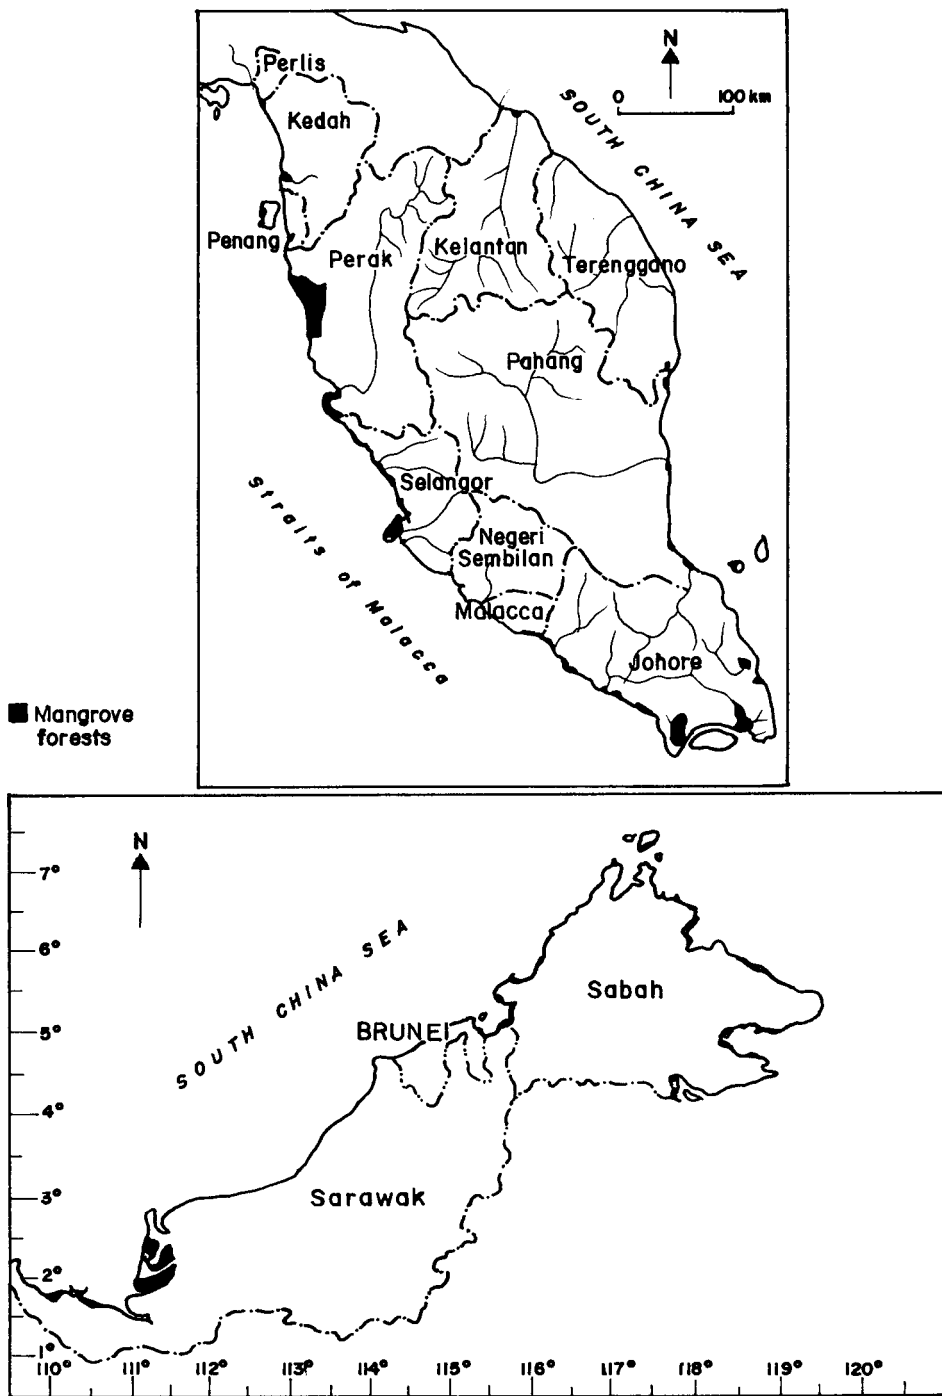 N
0 100 km
SOUTH CHINA SEA
Perlis
Kedah
Penang
Perak
Kelantan
Terenggano
Pahang
Selangor
Negeri
Sembilan
Malacca
Johore
Straits of Malacca
Mangrove
forests
N
SOUTH CHINA SEA
BRUNEI
Sabah
Sarawak
7°
6°
5°
4°
3°
2°
1°
110° 111° 112° 113° 114° 115° 116° 117° 118° 119° 120°